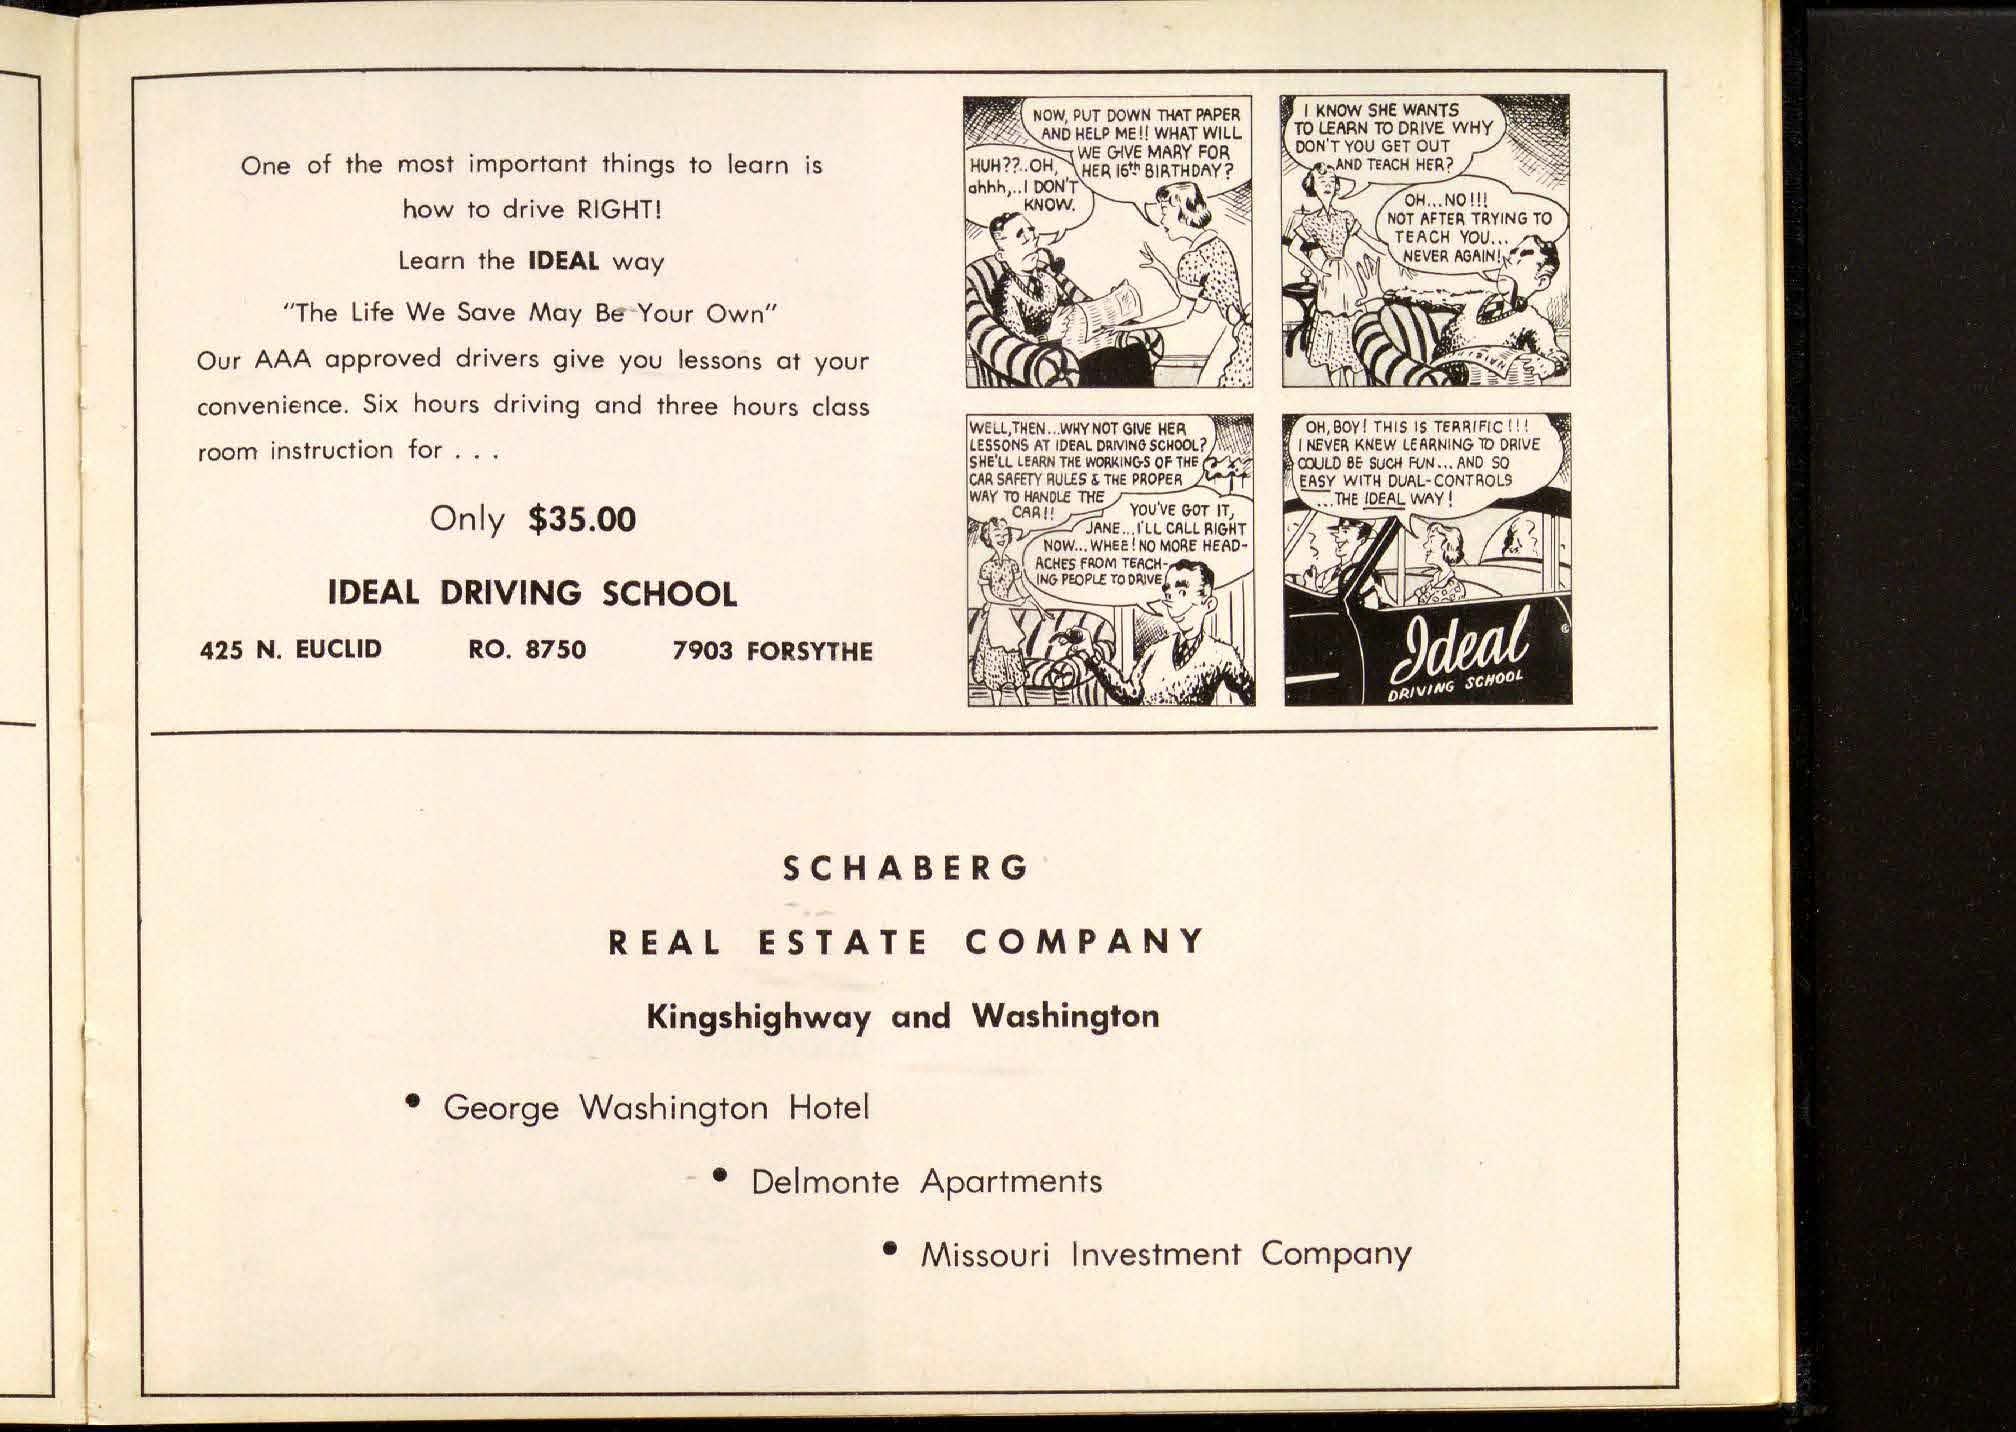 One of the most important things to learn is
how to drive RIGHT!
Learn the IDEAL way
"The Life We Save May Be Your Own"
Our AAA approved drivers give you lessons at your
convenience. Six hours driving and three hours class
room instruction for . . .
Only $35.00
IDEAL DRIVING SCHOOL
425 N. EUCLID RO. 8750 7903 FORSYTHE
NOW, PUT DOWN THAT PAPER
AND HELP ME!! WHAT WILL
WE GIVE MARY FOR
HER 16th BIRTHDAY?
HUH??..OH,
ahhh,..I DON'T
KNOW.
I KNOW SHE WANTS
TO LEARN TO DRIVE WHY
DON'T YOU GET OUT
AND TEACH HER?
OH...NO!!!
NOT AFTER TRYING TO
TEACH YOU...
NEVER AGAIN!
WELL, THEN...WHY NOT GIVE HER
LESSONS AT IDEAL DRIVING SCHOOL?
SHE'LL LEARN THE WORKINGS OF THE
CAR SAFETY RULES & THE PROPER
WAY TO HANDLE THE
CAR!!
YOU'VE GOT IT,
JANE...I'LL CALL RIGHT
NOW...WHEE! NO MORE HEAD-
ACHES FROM TEACH-
ING PEOPLE TO DRIVE
OH, BOY! THIS IS TERRIFIC!!!
I NEVER KNEW LEARNING TO DRIVE
COULD BE SUCH FUN...AND SO
EASY WITH DUAL-CONTROLS
...THE IDEAL WAY!
Ideal
DRIVING SCHOOL
SCHABERG
REAL ESTATE COMPANY
Kingshighway and Washington
• George Washington Hotel
• Delmonte Apartments
• Missouri Investment Company